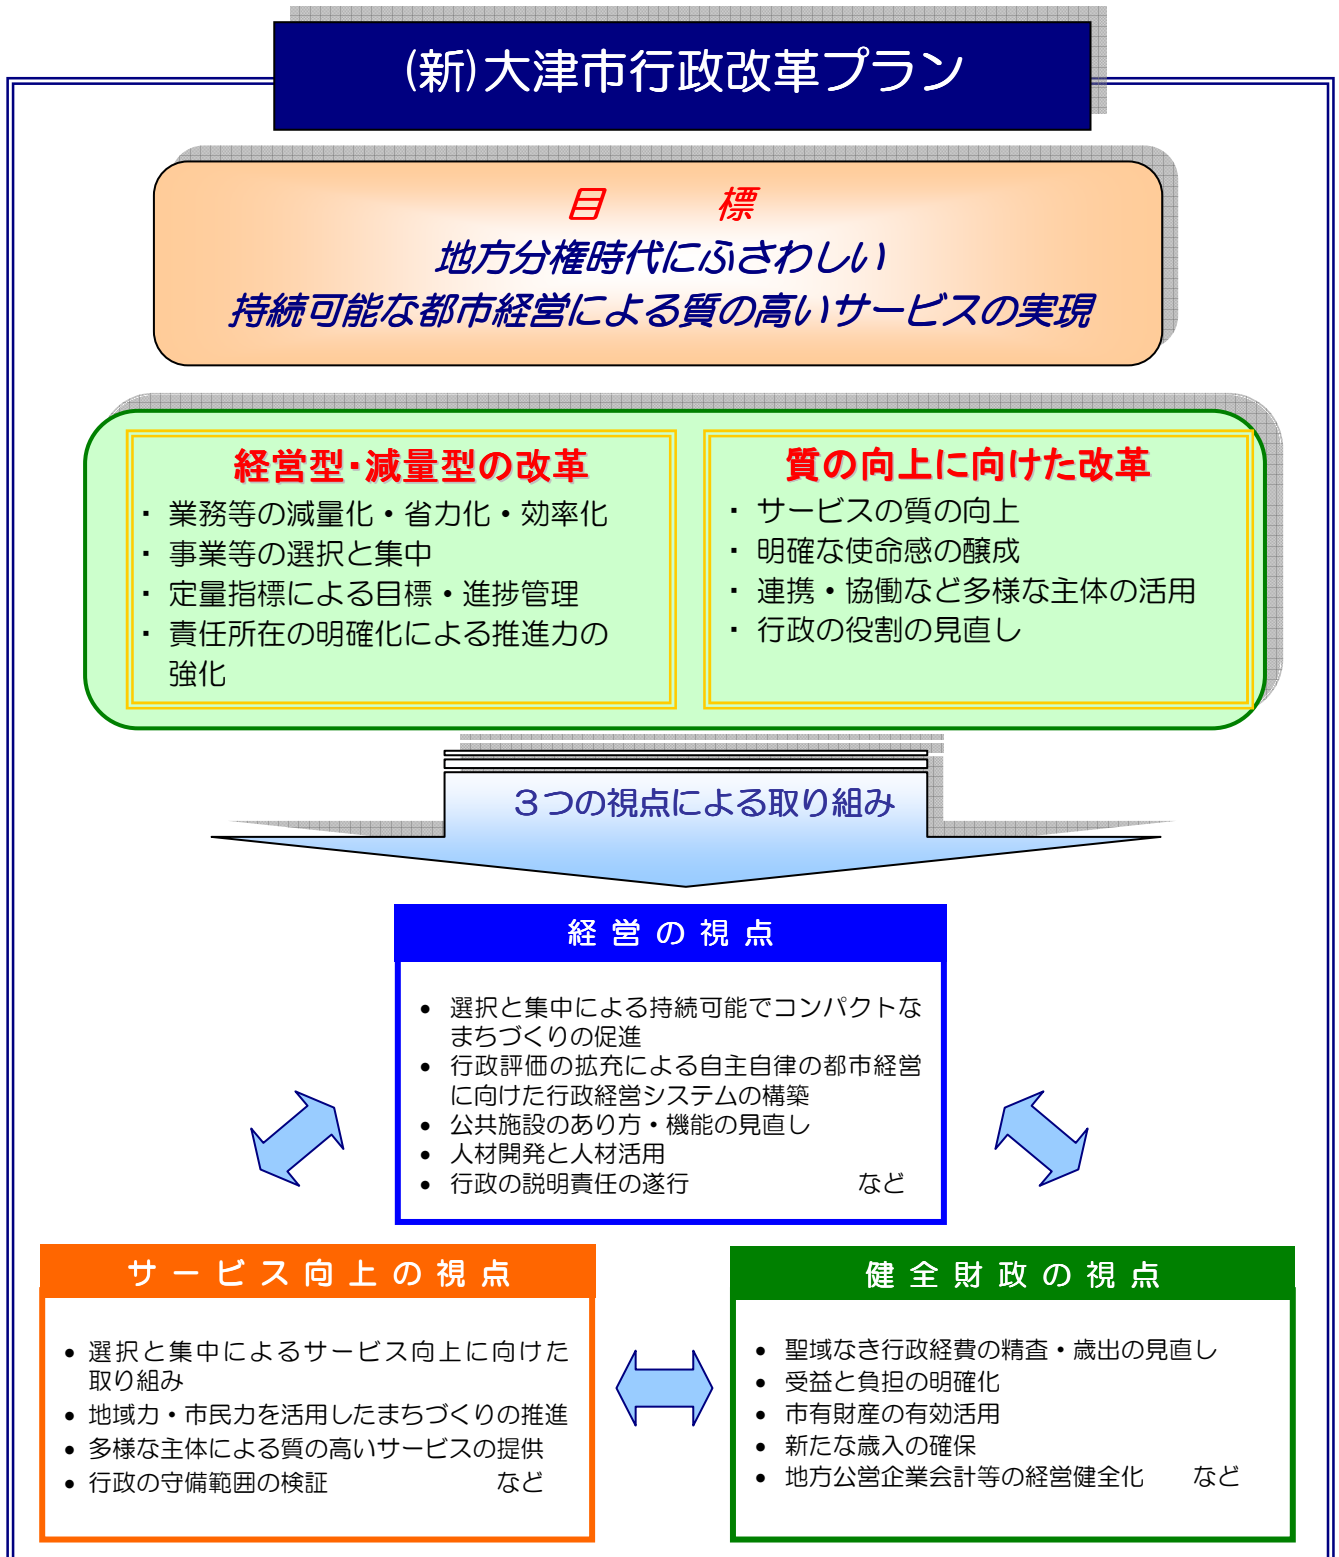 (新)大津市行政改革プラン
目　　　標
地方分権時代にふさわしい
持続可能な都市経営による質の高いサービスの実現
経営型・減量型の改革
・ 業務等の減量化・省力化・効率化
・ 事業等の選択と集中
・ 定量指標による目標・進捗管理
・ 責任所在の明確化による推進力の
強化
質の向上に向けた改革
・ サービスの質の向上
・ 明確な使命感の醸成
・ 連携・協働など多様な主体の活用
・ 行政の役割の見直し
３つの視点による取り組み
経営の視点
● 選択と集中による持続可能でコンパクトな
まちづくりの促進
● 行政評価の拡充による自主自律の都市経営
に向けた行政経営システムの構築
● 公共施設のあり方・機能の見直し
● 人材開発と人材活用
● 行政の説明責任の遂行　　　　　　　など
サービス向上の視点
● 選択と集中によるサービス向上に向けた
取り組み
● 地域力・市民力を活用したまちづくりの推進
● 多様な主体による質の高いサービスの提供
● 行政の守備範囲の検証　　　　　　　など
健全財政の視点
● 聖域なき行政経費の精査・歳出の見直し
● 受益と負担の明確化
● 市有財産の有効活用
● 新たな歳入の確保
● 地方公営企業会計等の経営健全化　　など